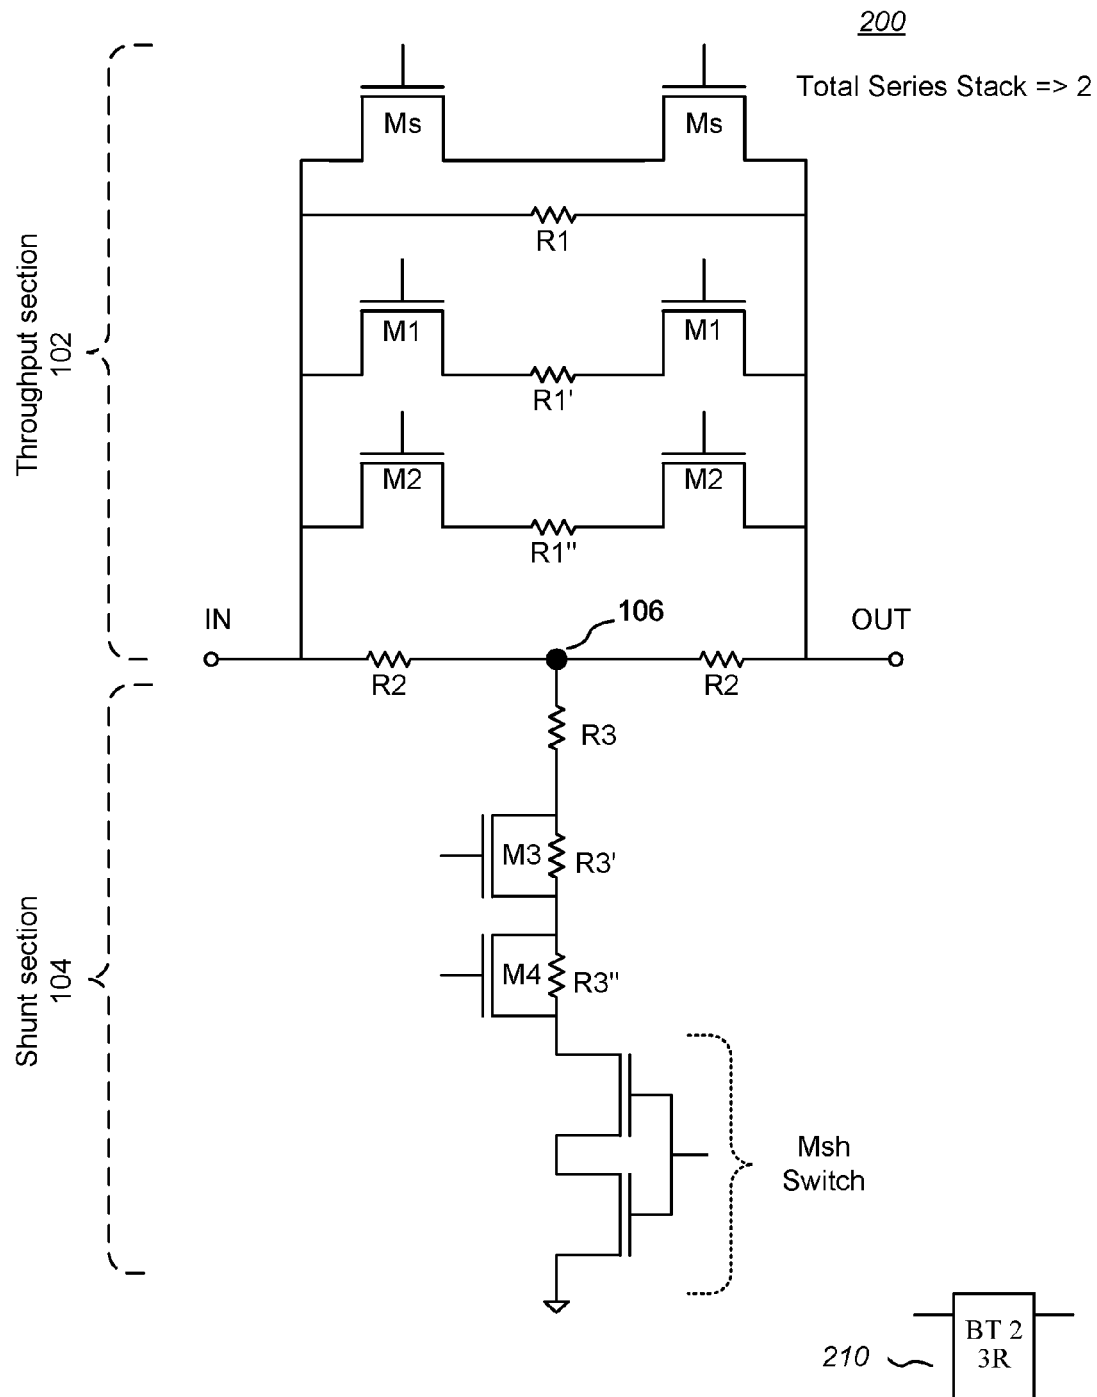 200
Total Series Stack => 2
Ms
Ms
R1
Throughput section
102
M1
M1
R1'
M2
M2
R1"
IN
106
OUT
R2
R2
R3
M3
R3'
M4
R3"
Shunt section
104
Msh
Switch
210
BT 2
3R